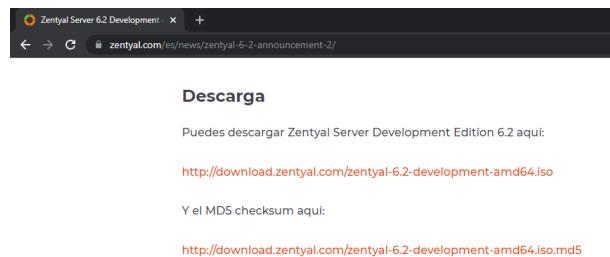 Zentyal Server 6.2 Development
zentyal.com/es/news/zentyal-6-2-announcement-2/
Descarga
Puedes descargar Zentyal Server Development Edition 6.2 aquí:
http://download.zentyal.com/zentyal-6.2-development-amd64.iso
Y el MD5 checksum aquí:
http://download.zentyal.com/zentyal-6.2-development-amd64.iso.md5